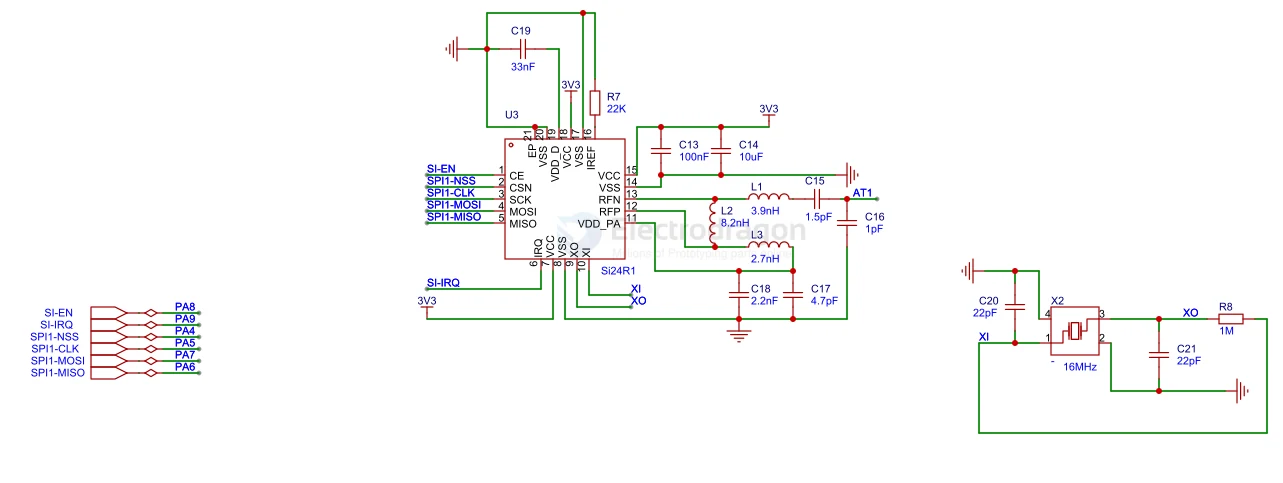 C19
33nF
3V3
R7
22K
U3
3V3
21 20 19 18 17 16
EP VSS VDD_D VCC VSS IREF
C13
100nF
C14
10uF
SI-EN 1 CE
SPI1-NSS 2 CSN
SPI1-CLK 3 SCK
SPI1-MOSI 4 MOSI
SPI1-MISO 5 MISO
VCC 15
VSS 14
RFN 13
RFP 12
VDD_PA 11
L1
3.9nH
C15
1.5pF
AT1
L2
8.2nH
C16
1pF
L3
2.7nH
Electrodragon
IRQ VCC VSS XO XI
6 7 8 9 10
Si24R1
SI-IRQ
3V3
XI
XO
C18
2.2nF
C17
4.7pF
SI-EN PA8
SI-IRQ PA9
SPI1-NSS PA4
SPI1-CLK PA5
SPI1-MOSI PA7
SPI1-MISO PA6
C20
22pF
X2
4 3
1 2
- 16MHz
XI
XO
R8
1M
C21
22pF